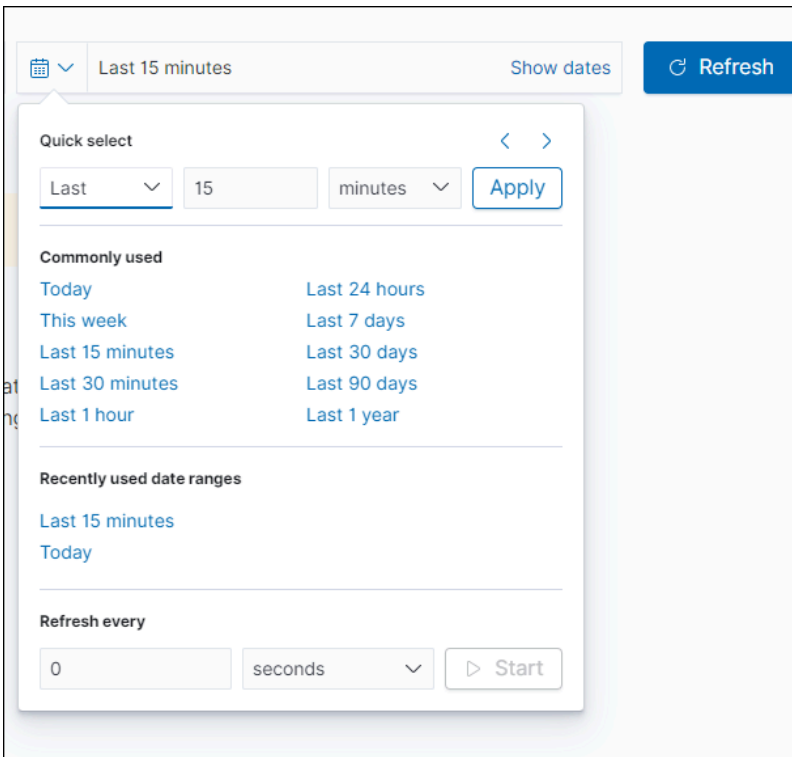 Last 15 minutes Show dates Refresh
Quick select
Last 15 minutes Apply
Commonly used
Today Last 24 hours
This week Last 7 days
Last 15 minutes Last 30 days
Last 30 minutes Last 90 days
Last 1 hour Last 1 year
Recently used date ranges
Last 15 minutes
Today
Refresh every
0 seconds Start